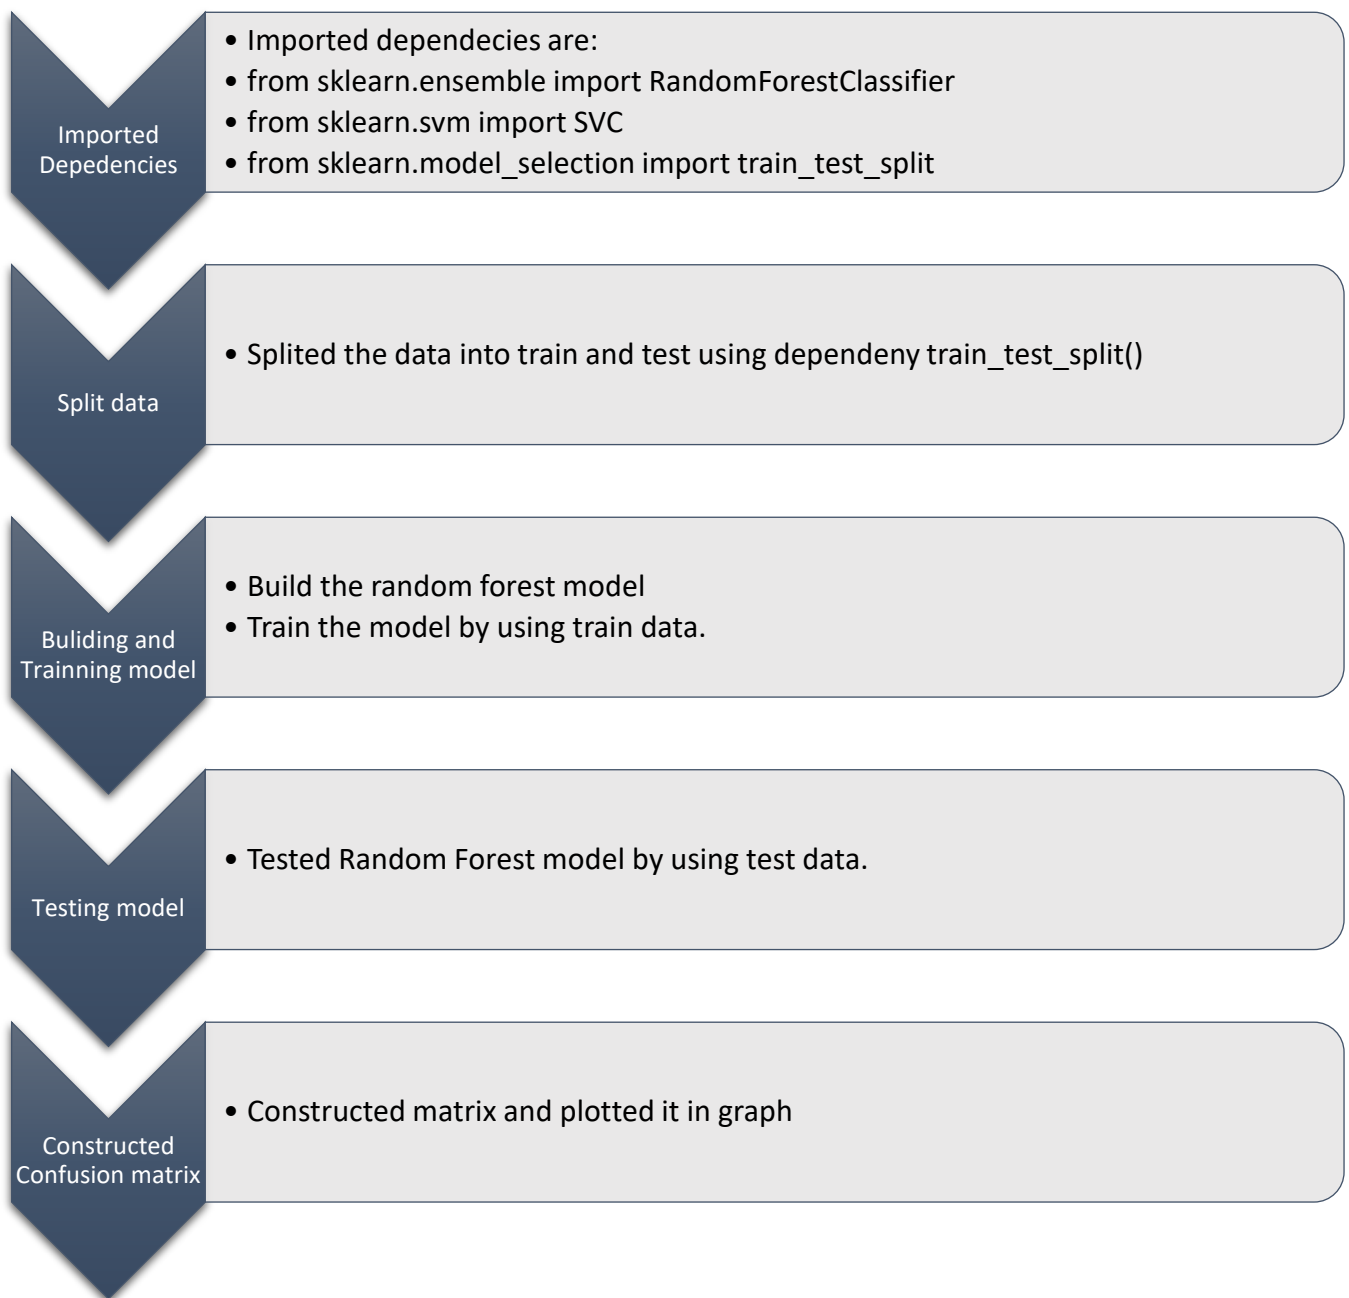 Imported
Depedencies
• Imported dependecies are:
• from sklearn.ensemble import RandomForestClassifier
• from sklearn.svm import SVC
• from sklearn.model_selection import train_test_split
Split data
• Splited the data into train and test using dependeny train_test_split()
Buliding and
Trainning model
• Build the random forest model
• Train the model by using train data.
Testing model
• Tested Random Forest model by using test data.
Constructed
Confusion matrix
• Constructed matrix and plotted it in graph